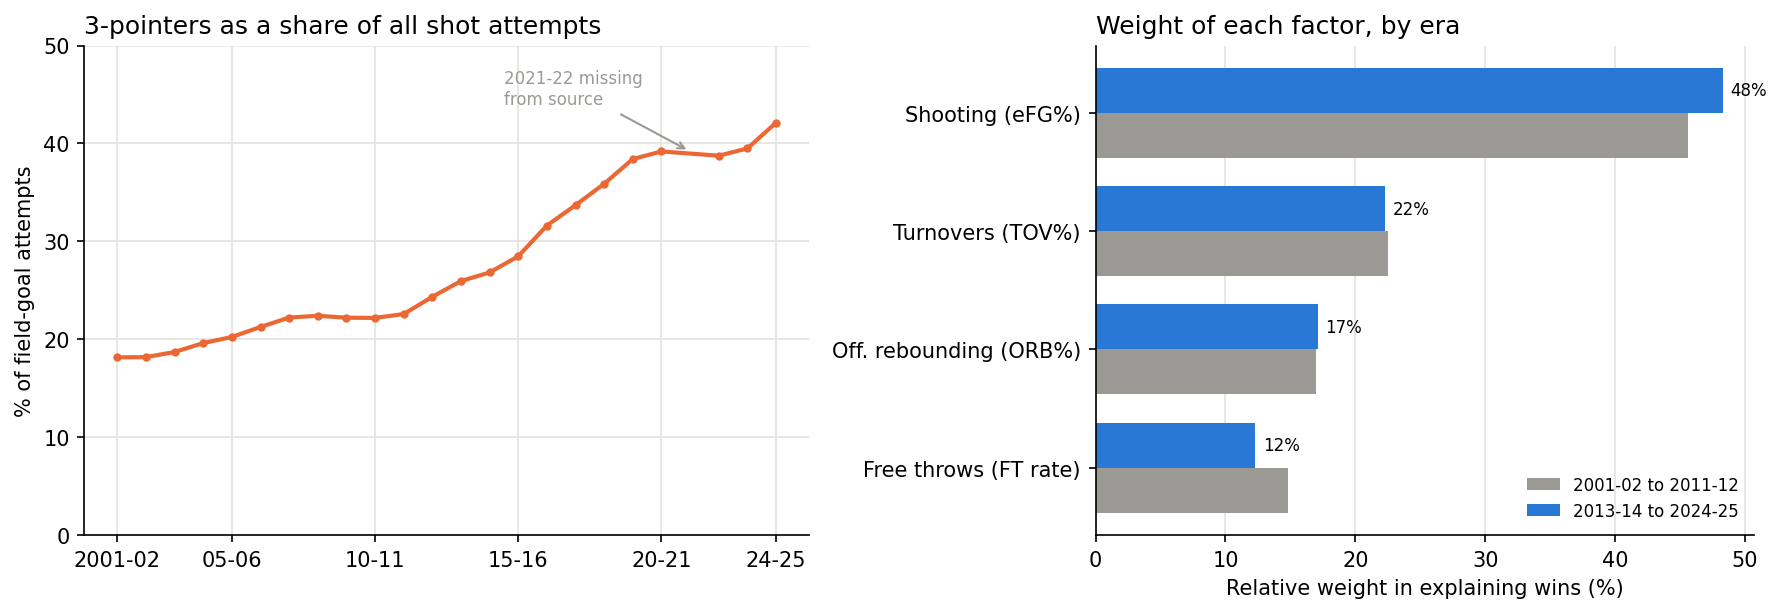 3-pointers as a share of all shot attempts
50
40
30
20
10
0
% of field-goal attempts
2021-22 missing
from source
2001-02 05-06 10-11 15-16 20-21 24-25
Weight of each factor, by era
Shooting (eFG%)
48%
Turnovers (TOV%)
22%
Off. rebounding (ORB%)
17%
Free throws (FT rate)
12%
2001-02 to 2011-12
2013-14 to 2024-25
0 10 20 30 40 50
Relative weight in explaining wins (%)